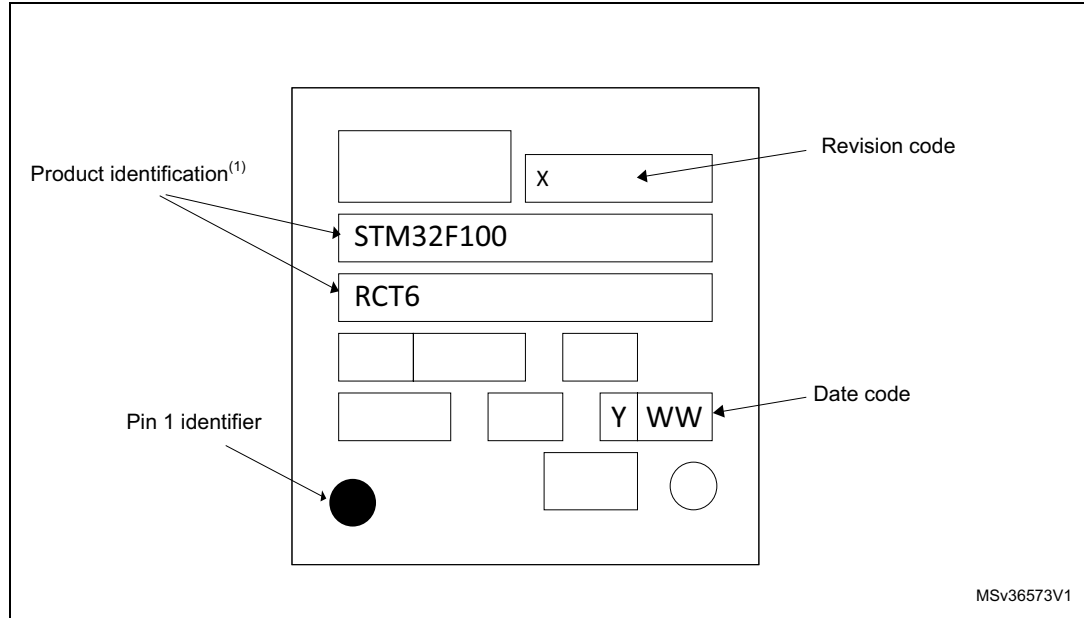 Revision code
Product identification(1)
X
STM32F100
RCT6
Date code
Y WW
Pin 1 identifier
MSv36573V1